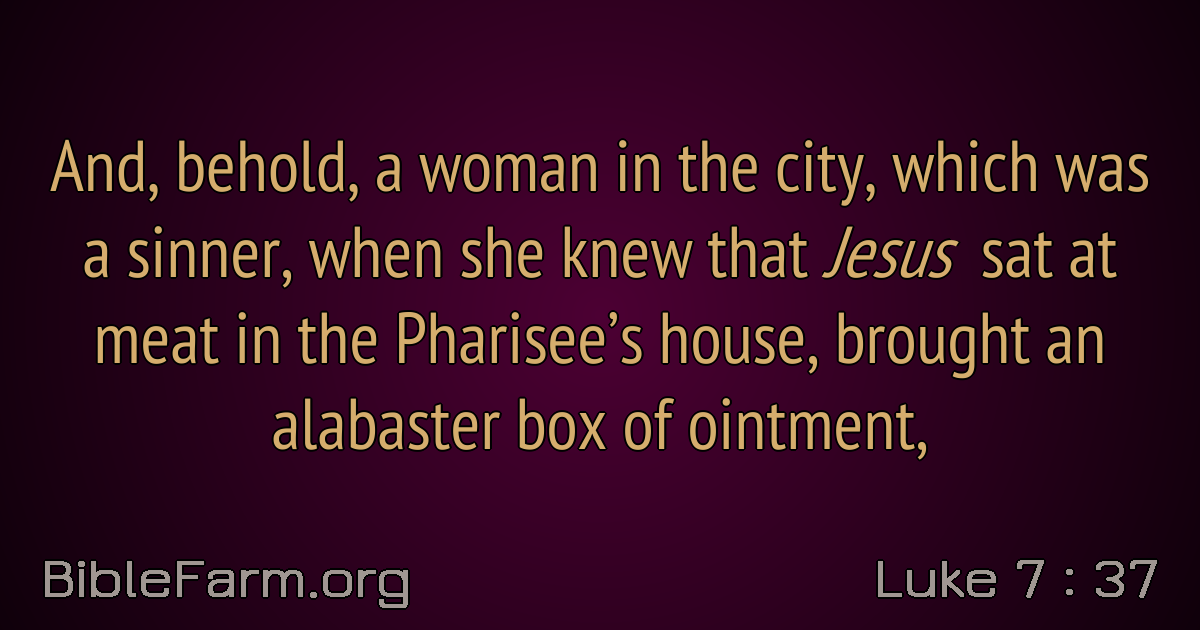 And, behold, a woman in the city, which was
a sinner, when she knew that Jesus sat at
meat in the Pharisee’s house, brought an
alabaster box of ointment,
BibleFarm.org
Luke 7 : 37